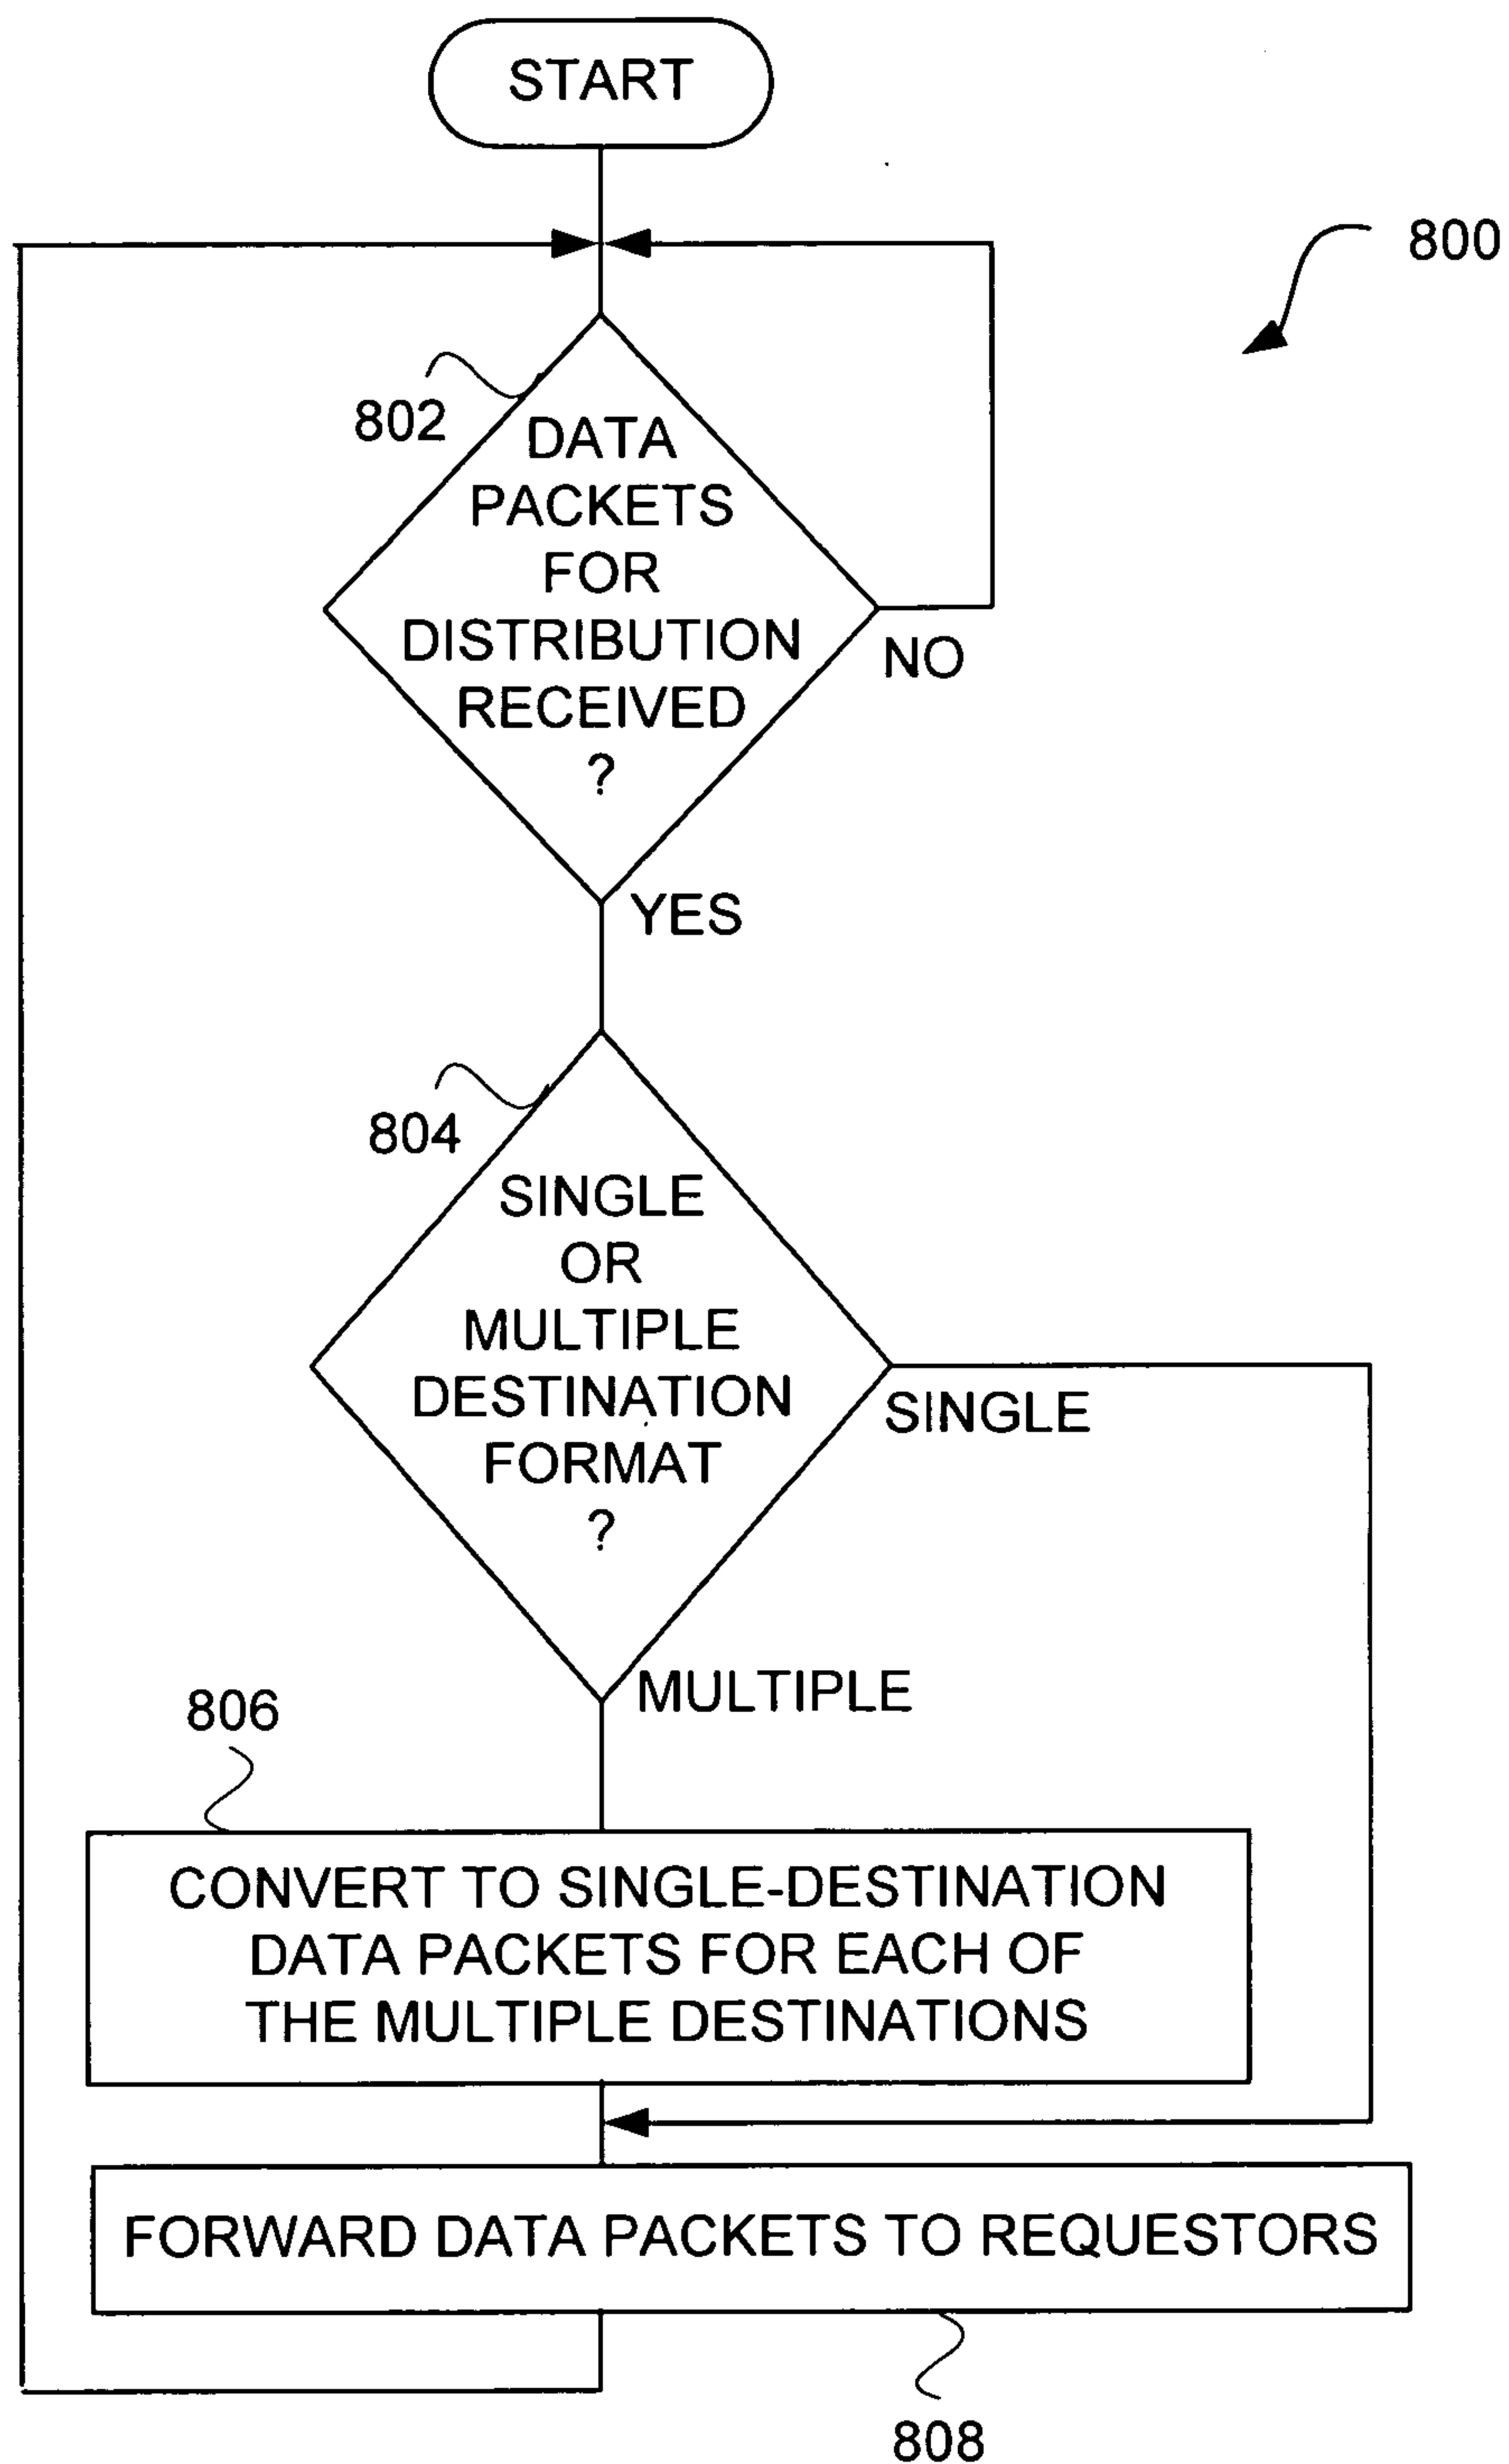 START
800
802
DATA
PACKETS
FOR
DISTRIBUTION
RECEIVED
?
NO
YES
804
SINGLE
OR
MULTIPLE
DESTINATION
FORMAT
?
SINGLE
MULTIPLE
806
CONVERT TO SINGLE-DESTINATION
DATA PACKETS FOR EACH OF
THE MULTIPLE DESTINATIONS
FORWARD DATA PACKETS TO REQUESTORS
808